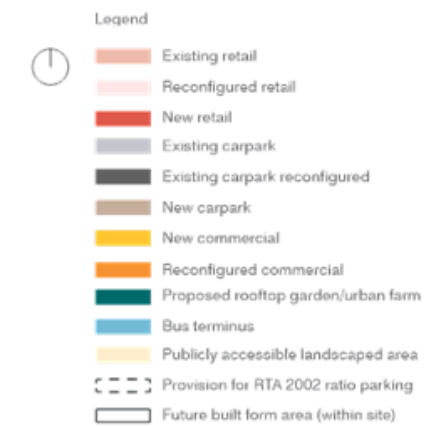 Legend
Existing retail
Reconfigured retail
New retail
Existing carpark
Existing carpark reconfigured
New carpark
New commercial
Reconfigured commercial
Proposed rooftop garden/urban farm
Bus terminus
Publicly accessible landscaped area
Provision for RTA 2002 ratio parking
Future built form area (within site)